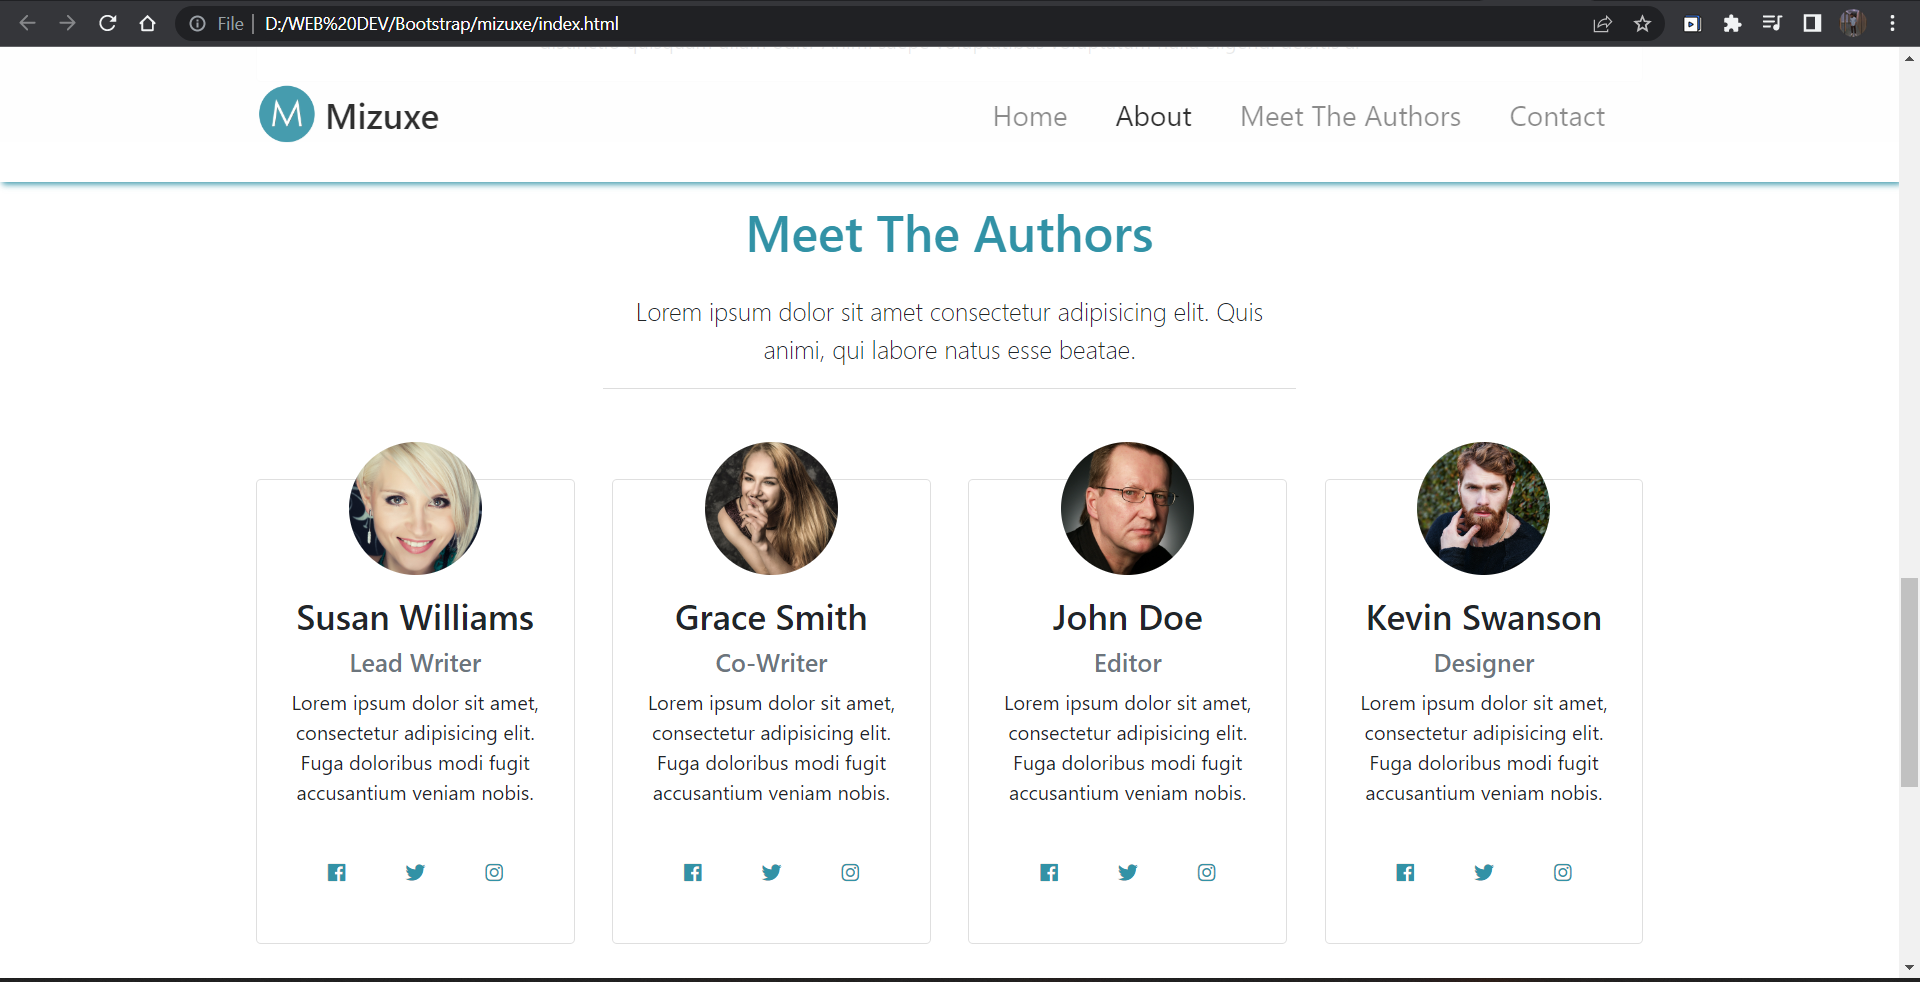 File | D:/WEB%20DEV/Bootstrap/mizuxe/index.html
M Mizuxe
Home About Meet The Authors Contact
Meet The Authors
Lorem ipsum dolor sit amet consectetur adipisicing elit. Quis
animi, qui labore natus esse beatae.
Susan Williams
Lead Writer
Lorem ipsum dolor sit amet,
consectetur adipisicing elit.
Fuga doloribus modi fugit
accusantium veniam nobis.
Grace Smith
Co-Writer
Lorem ipsum dolor sit amet,
consectetur adipisicing elit.
Fuga doloribus modi fugit
accusantium veniam nobis.
John Doe
Editor
Lorem ipsum dolor sit amet,
consectetur adipisicing elit.
Fuga doloribus modi fugit
accusantium veniam nobis.
Kevin Swanson
Designer
Lorem ipsum dolor sit amet,
consectetur adipisicing elit.
Fuga doloribus modi fugit
accusantium veniam nobis.